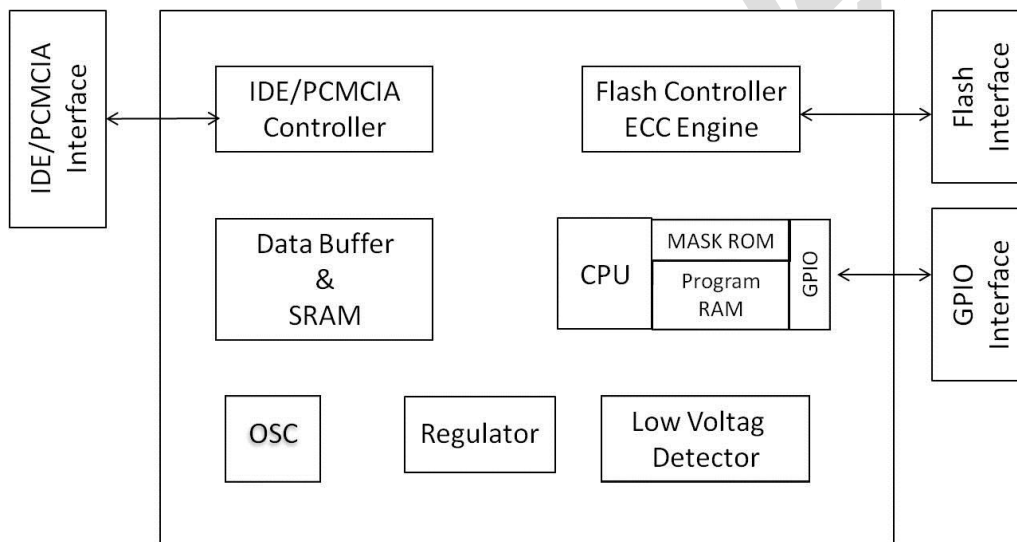 IDE/PCMCIA
Interface
IDE/PCMCIA
Controller
Flash Controller
ECC Engine
Flash
Interface
Data Buffer
&
SRAM
CPU
MASK ROM
Program
RAM
GPIO
GPIO
Interface
OSC
Regulator
Low Voltag
Detector